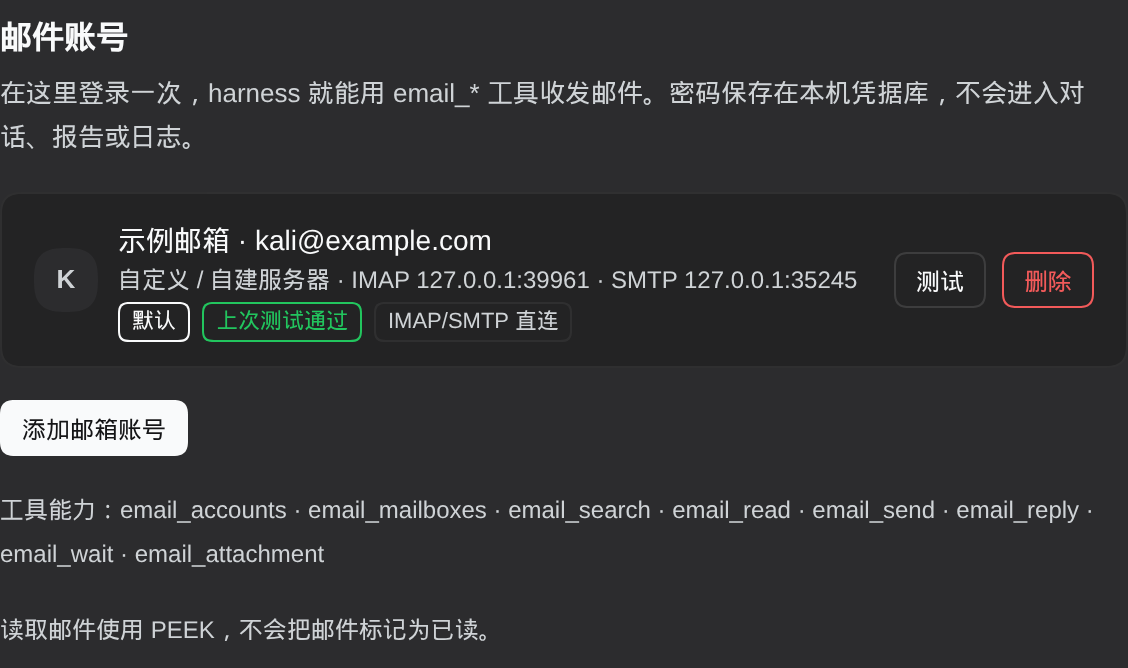 邮件账号
在这里登录一次，harness 就能用 email_* 工具收发邮件。密码保存在本机凭据库，不会进入对
话、报告或日志。
K
示例邮箱 · kali@example.com
自定义 / 自建服务器 · IMAP 127.0.0.1:39961 · SMTP 127.0.0.1:35245
默认 上次测试通过 IMAP/SMTP 直连
测试 删除
添加邮箱账号
工具能力：email_accounts · email_mailboxes · email_search · email_read · email_send · email_reply ·
email_wait · email_attachment
读取邮件使用 PEEK，不会把邮件标记为已读。